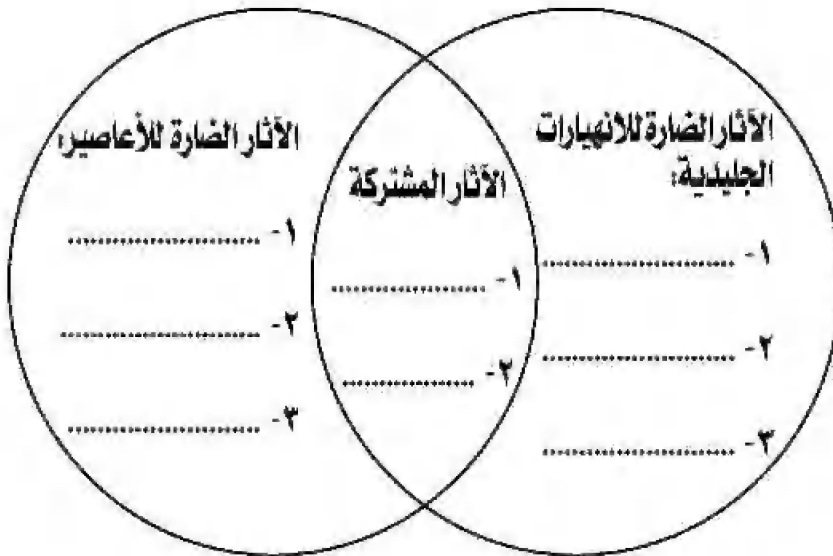 الآثار الضارة للانهيارات
الجليدية:
١- ....................
٢- ....................
٣- ....................
الآثار المشتركة
١- ................
٢- ..............
الآثار الضارة للأعاصير:
١- .......................
٢- .......................
٣- ....................